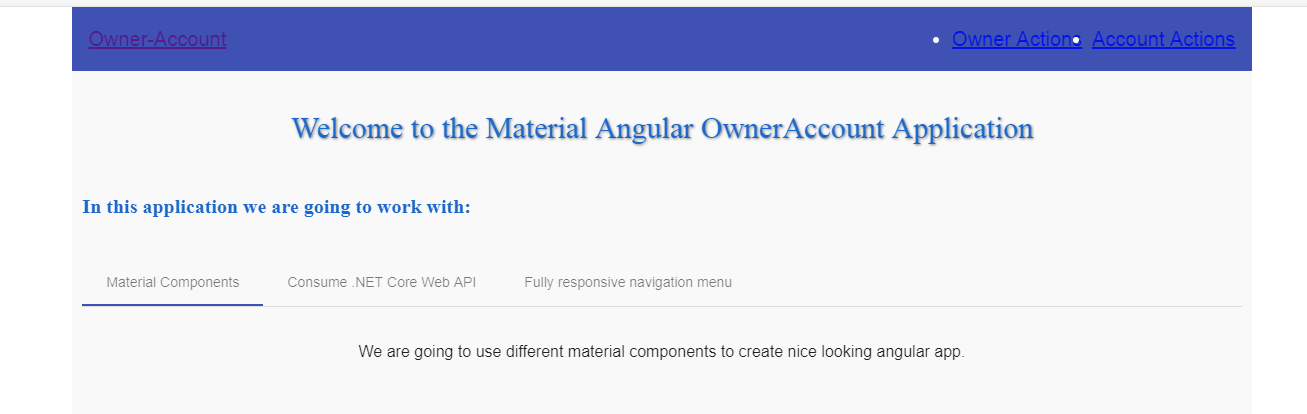 Owner-Account Owner Actions Account Actions
Welcome to the Material Angular OwnerAccount Application
In this application we are going to work with:
Material Components Consume .NET Core Web API Fully responsive navigation menu
We are going to use different material components to create nice looking angular app.